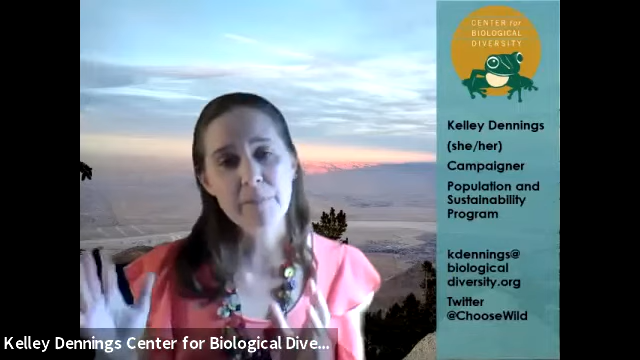 CENTER for
BIOLOGICAL
DIVERSITY
Kelley Dennings
(she/her)
Campaigner
Population and
Sustainability
Program
kdennings@
biological
diversity.org
Twitter
@ChooseWild
Kelley Dennings Center for Biological Dive...